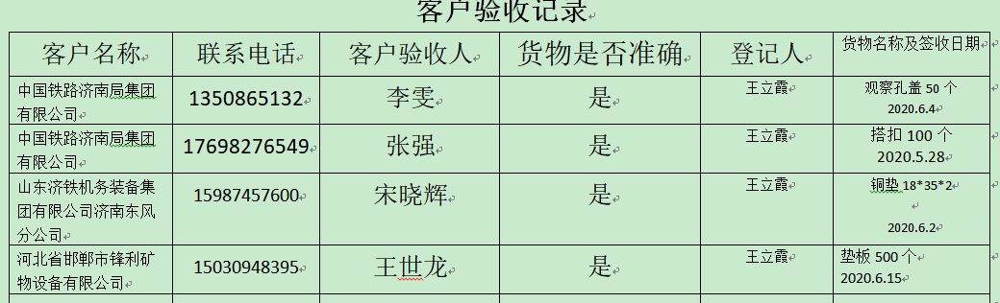 客户验收记录
客户名称 联系电话 客户验收人 货物是否准确 登记人 货物名称及签收日期
中国铁路济南局集团
有限公司
1350865132 李雯 是 王立霞 观察孔盖 50 个
2020.6.4
中国铁路济南局集团
有限公司
17698276549 张强 是 王立霞 搭扣 100 个
2020.5.28
山东济铁机务装备集
团有限公司济南东风
分公司
15987457600 宋晓辉 是 王立霞 铜垫 18*35*2
2020.6.2
河北省邯郸市锋利矿
物设备有限公司
15030948395 王世龙 是 王立霞 垫板 500 个
2020.6.15